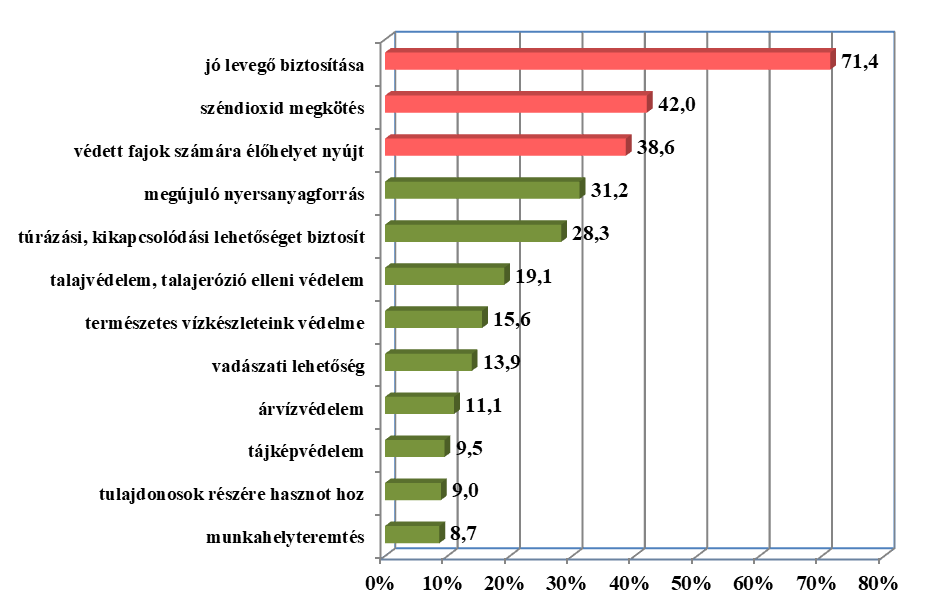 jó levegő biztosítása 71,4
széndioxid megkötés 42,0
védett fajok számára élőhelyet nyújt 38,6
megújuló nyersanyagforrás 31,2
túrázási, kikapcsolódási lehetőséget biztosít 28,3
talajvédelem, talajerózió elleni védelem 19,1
természetes vízkészleteink védelme 15,6
vadászati lehetőség 13,9
árvízvédelem 11,1
tájképvédelem 9,5
tulajdonosok részére hasznot hoz 9,0
munkahelyteremtés 8,7
0% 10% 20% 30% 40% 50% 60% 70% 80%